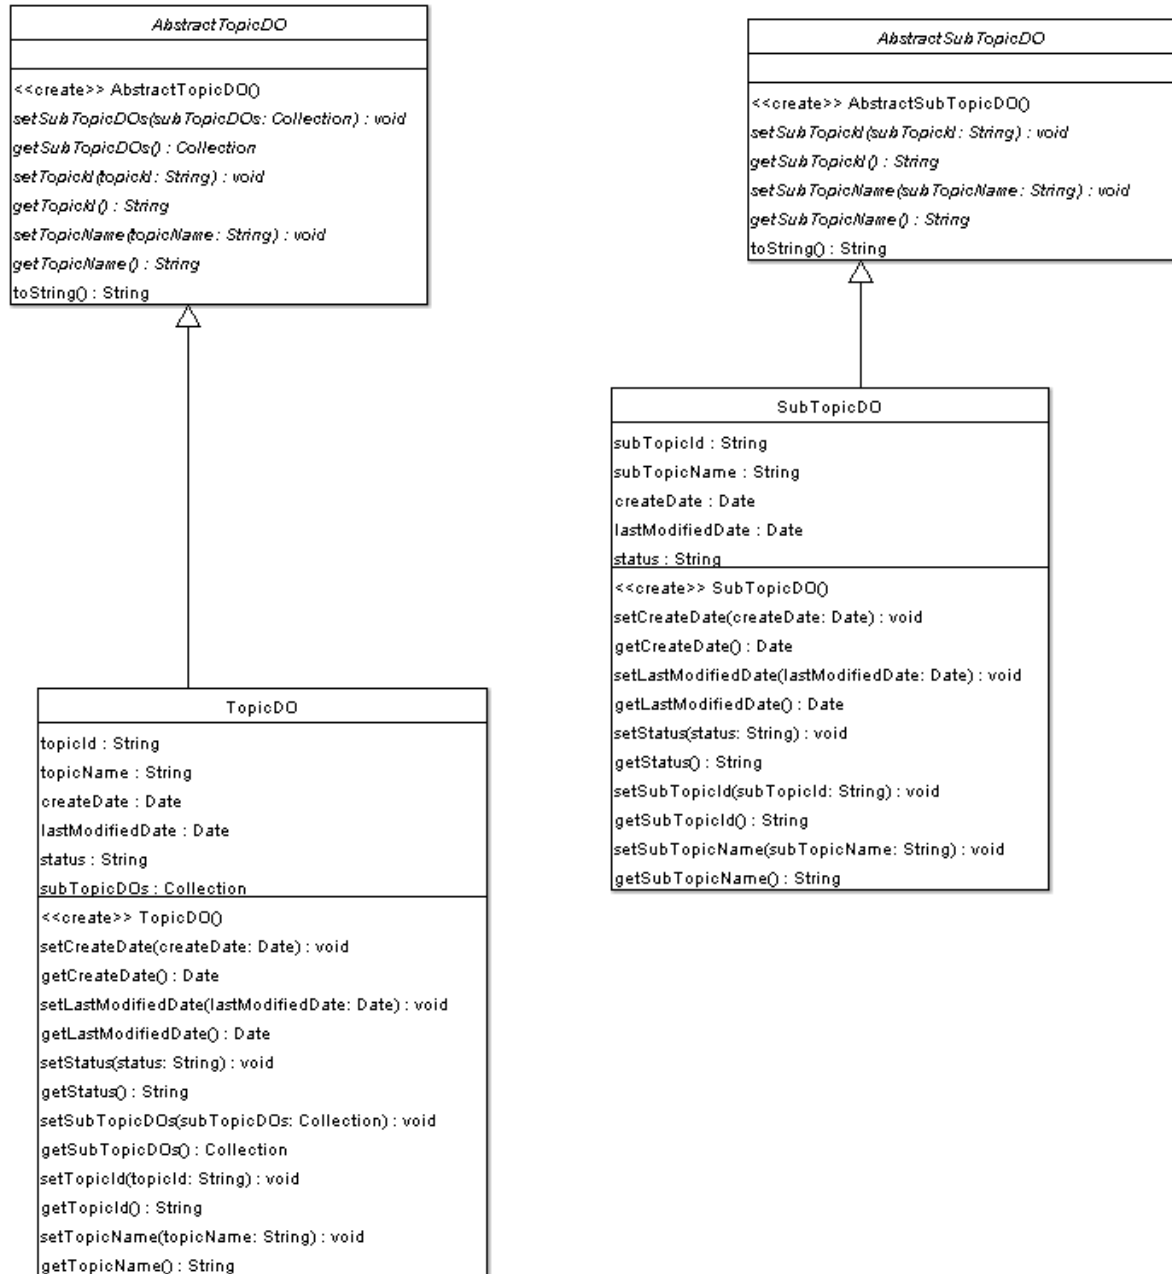 AbstractTopicDO
<<create>> AbstractTopicDO()
setSubTopicDOs(subTopicDOs: Collection) : void
getSubTopicDOs() : Collection
setTopicId(topicId : String) : void
getTopicId() : String
setTopicName(topicName : String) : void
getTopicName() : String
toString() : String
AbstractSubTopicDO
<<create>> AbstractSubTopicDO()
setSubTopicId(subTopicId : String) : void
getSubTopicId() : String
setSubTopicName(subTopicName : String) : void
getSubTopicName() : String
toString() : String
SubTopicDO
subTopicId : String
subTopicName : String
createDate : Date
lastModifiedDate : Date
status : String
<<create>> SubTopicDO()
setCreateDate(createDate: Date) : void
getCreateDate() : Date
setLastModifiedDate(lastModifiedDate: Date) : void
getLastModifiedDate() : Date
setStatus(status: String) : void
getStatus() : String
setSubTopicId(subTopicId: String) : void
getSubTopicId() : String
setSubTopicName(subTopicName: String) : void
getSubTopicName() : String
TopicDO
topicId : String
topicName : String
createDate : Date
lastModifiedDate : Date
status : String
subTopicDOs : Collection
<<create>> TopicDO()
setCreateDate(createDate: Date) : void
getCreateDate() : Date
setLastModifiedDate(lastModifiedDate: Date) : void
getLastModifiedDate() : Date
setStatus(status: String) : void
getStatus() : String
setSubTopicDOs(subTopicDOs: Collection) : void
getSubTopicDOs() : Collection
setTopicId(topicId: String) : void
getTopicId() : String
setTopicName(topicName: String) : void
getTopicName() : String